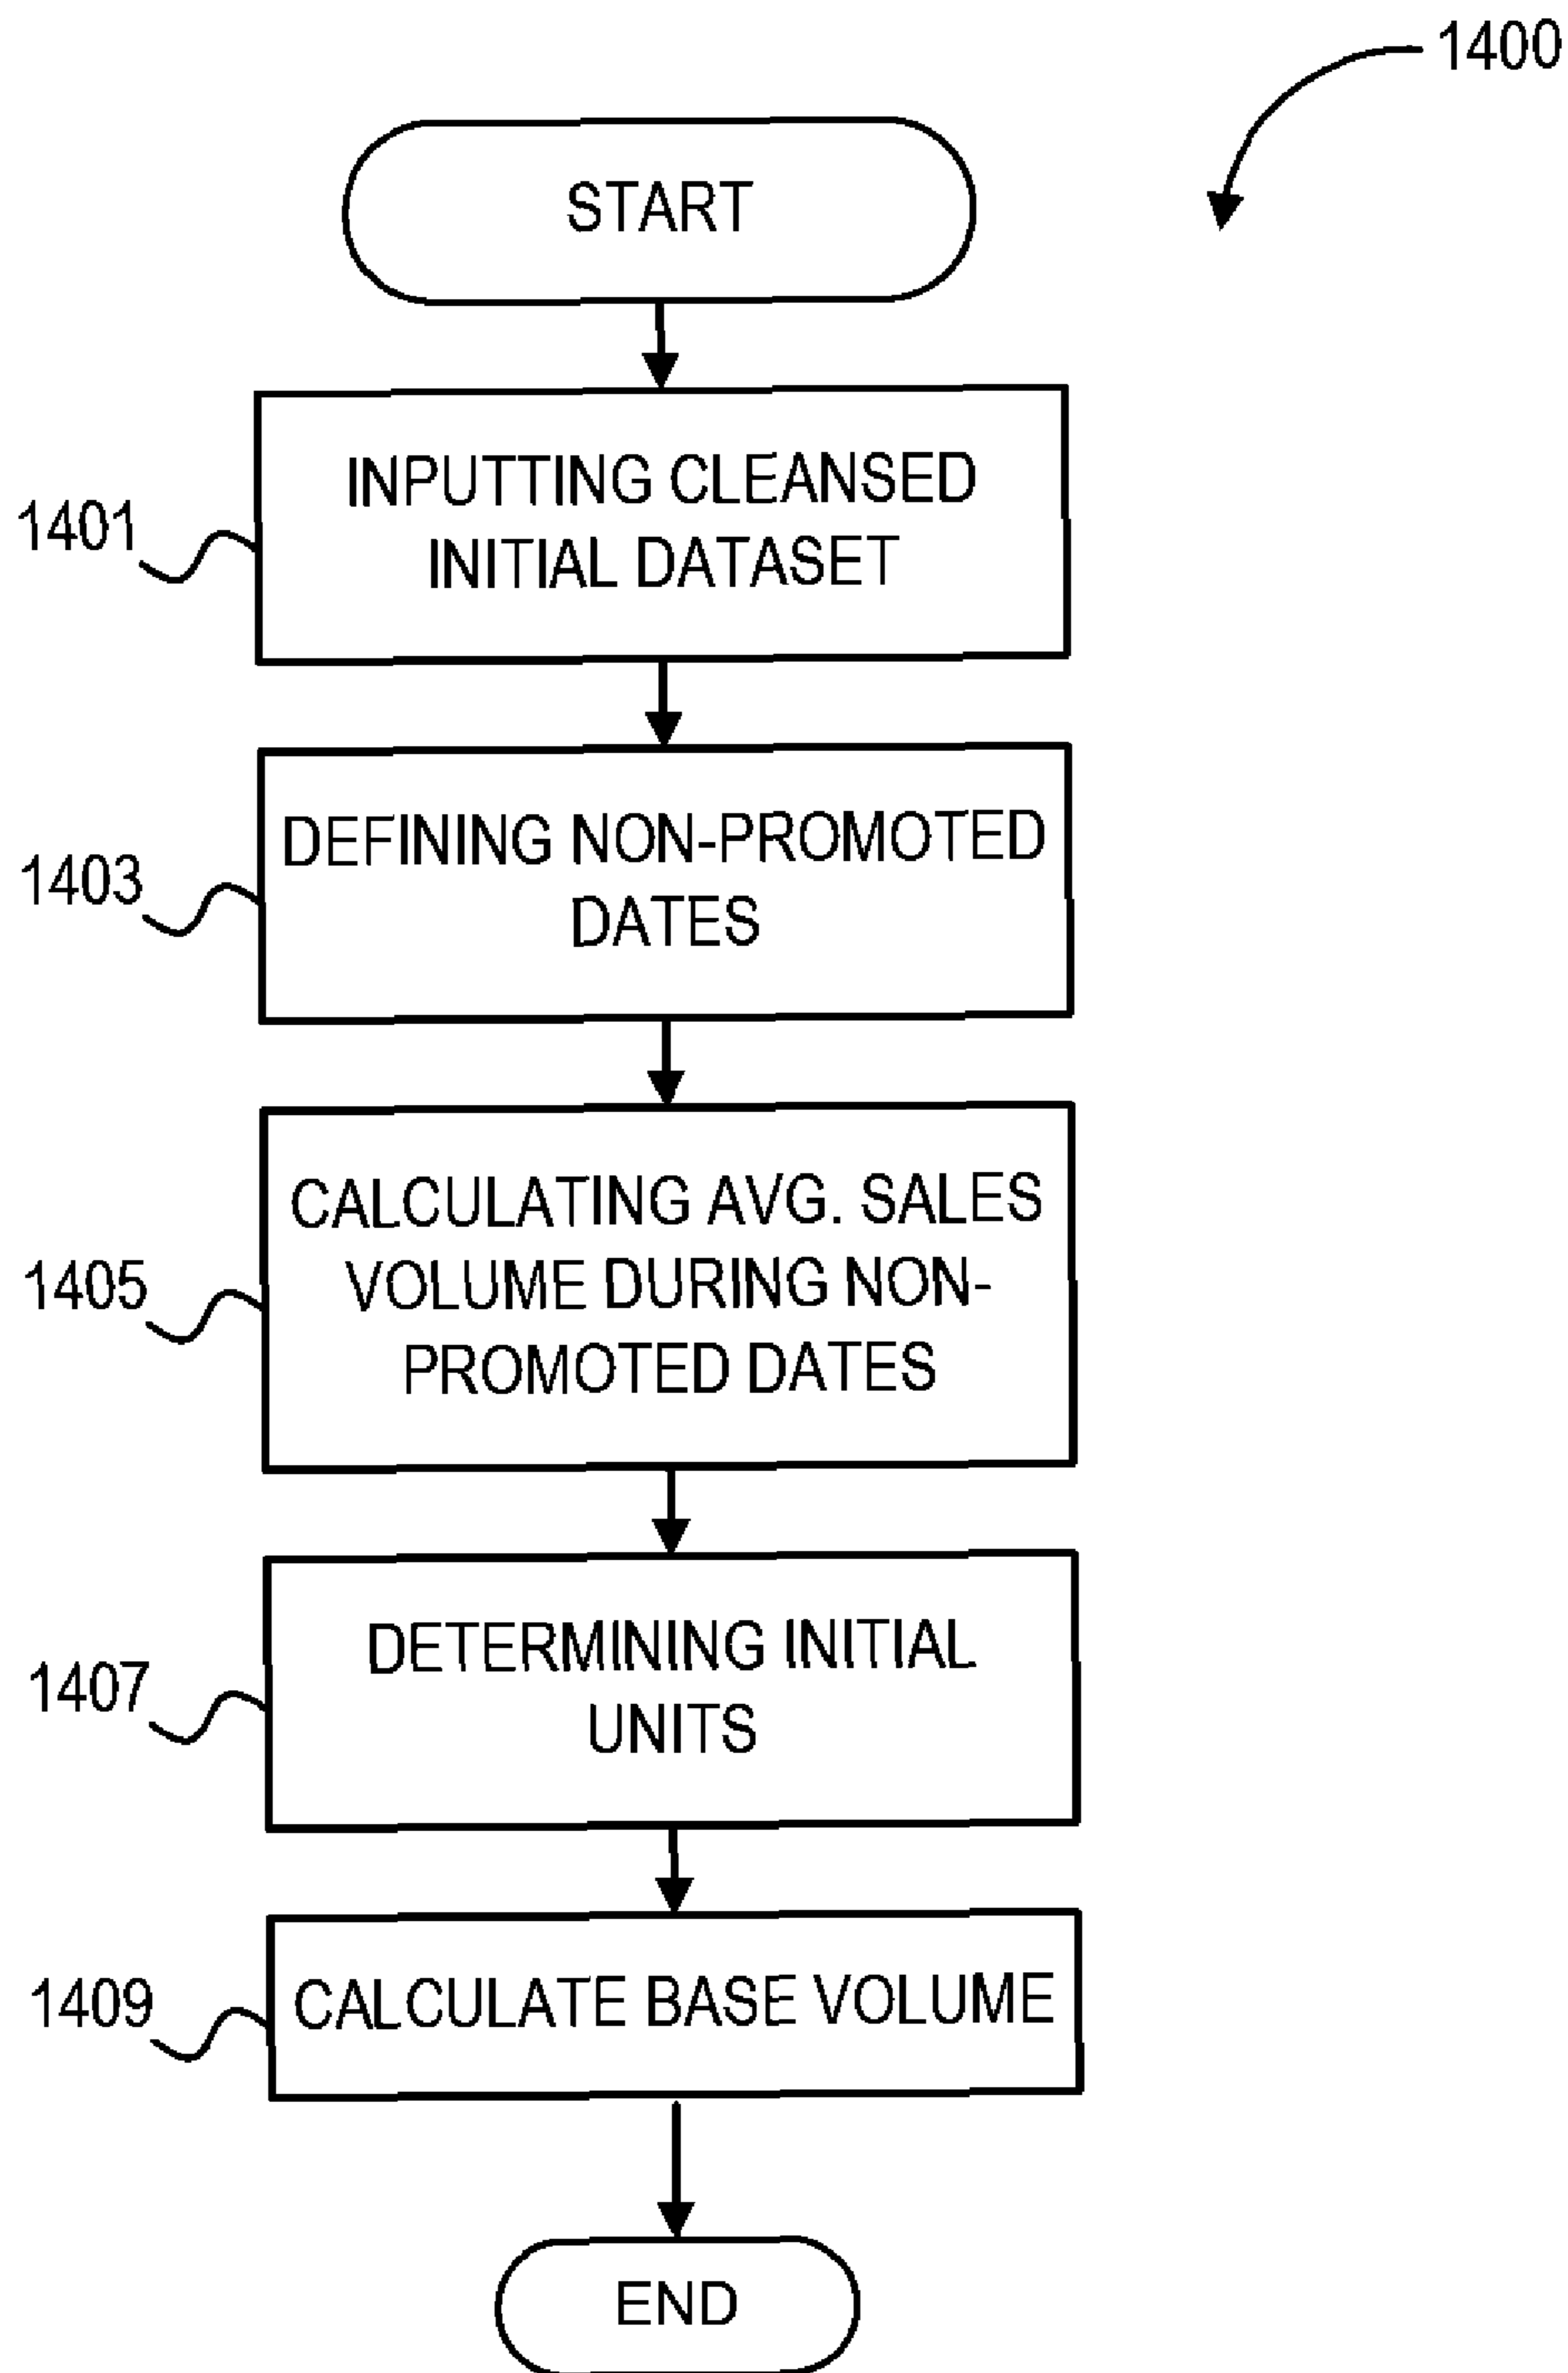 1400
START
INPUTTING CLEANSED
INITIAL DATASET
1401
DEFINING NON-PROMOTED
DATES
1403
CALCULATING AVG. SALES
VOLUME DURING NON-
PROMOTED DATES
1405
DETERMINING INITIAL
UNITS
1407
CALCULATE BASE VOLUME
1409
END